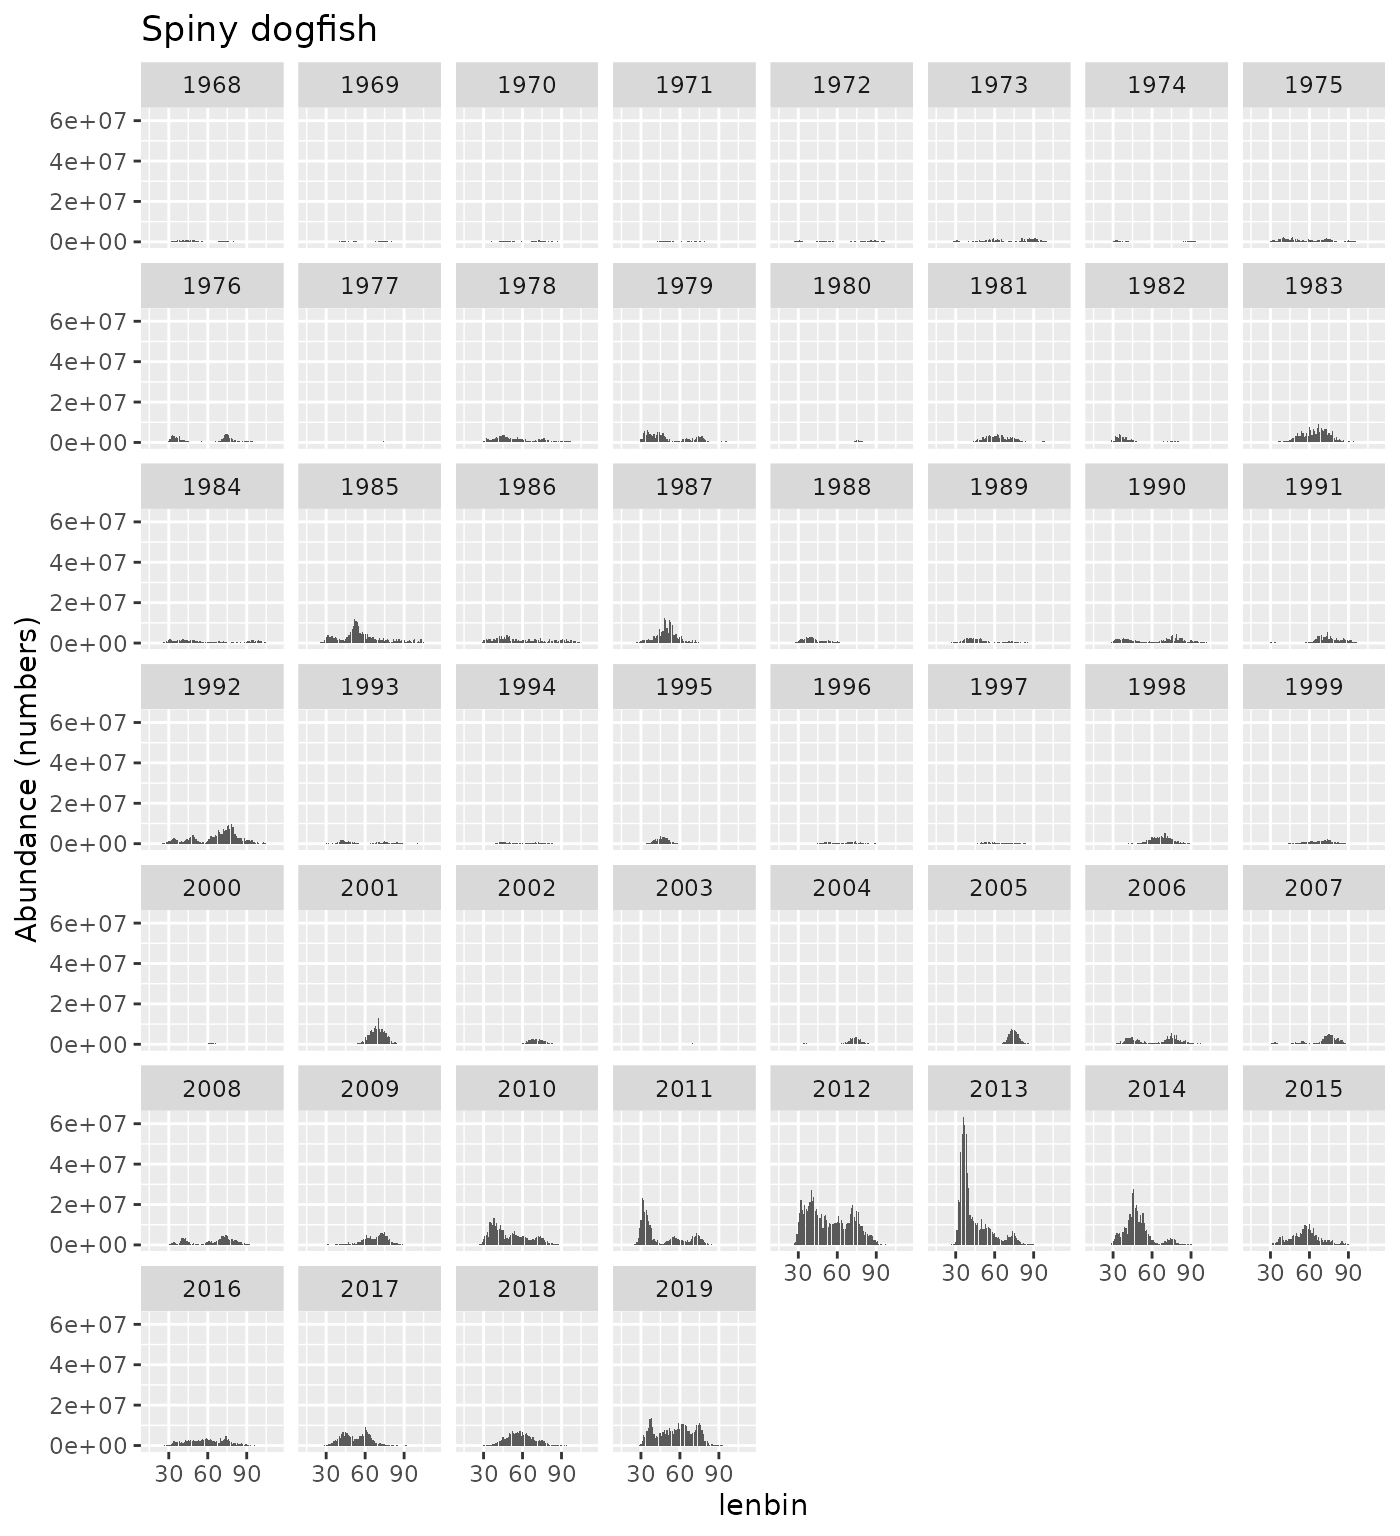 Spiny dogfish
1968 1969 1970 1971 1972 1973 1974 1975
6e+07
4e+07
2e+07
0e+00
1976 1977 1978 1979 1980 1981 1982 1983
6e+07
4e+07
2e+07
0e+00
1984 1985 1986 1987 1988 1989 1990 1991
6e+07
4e+07
2e+07
0e+00
Abundance (numbers)
1992 1993 1994 1995 1996 1997 1998 1999
6e+07
4e+07
2e+07
0e+00
2000 2001 2002 2003 2004 2005 2006 2007
6e+07
4e+07
2e+07
0e+00
2008 2009 2010 2011 2012 2013 2014 2015
6e+07
4e+07
2e+07
0e+00
30 60 90 30 60 90 30 60 90 30 60 90
2016 2017 2018 2019
6e+07
4e+07
2e+07
0e+00
30 60 90 30 60 90 30 60 90 30 60 90
lenbin